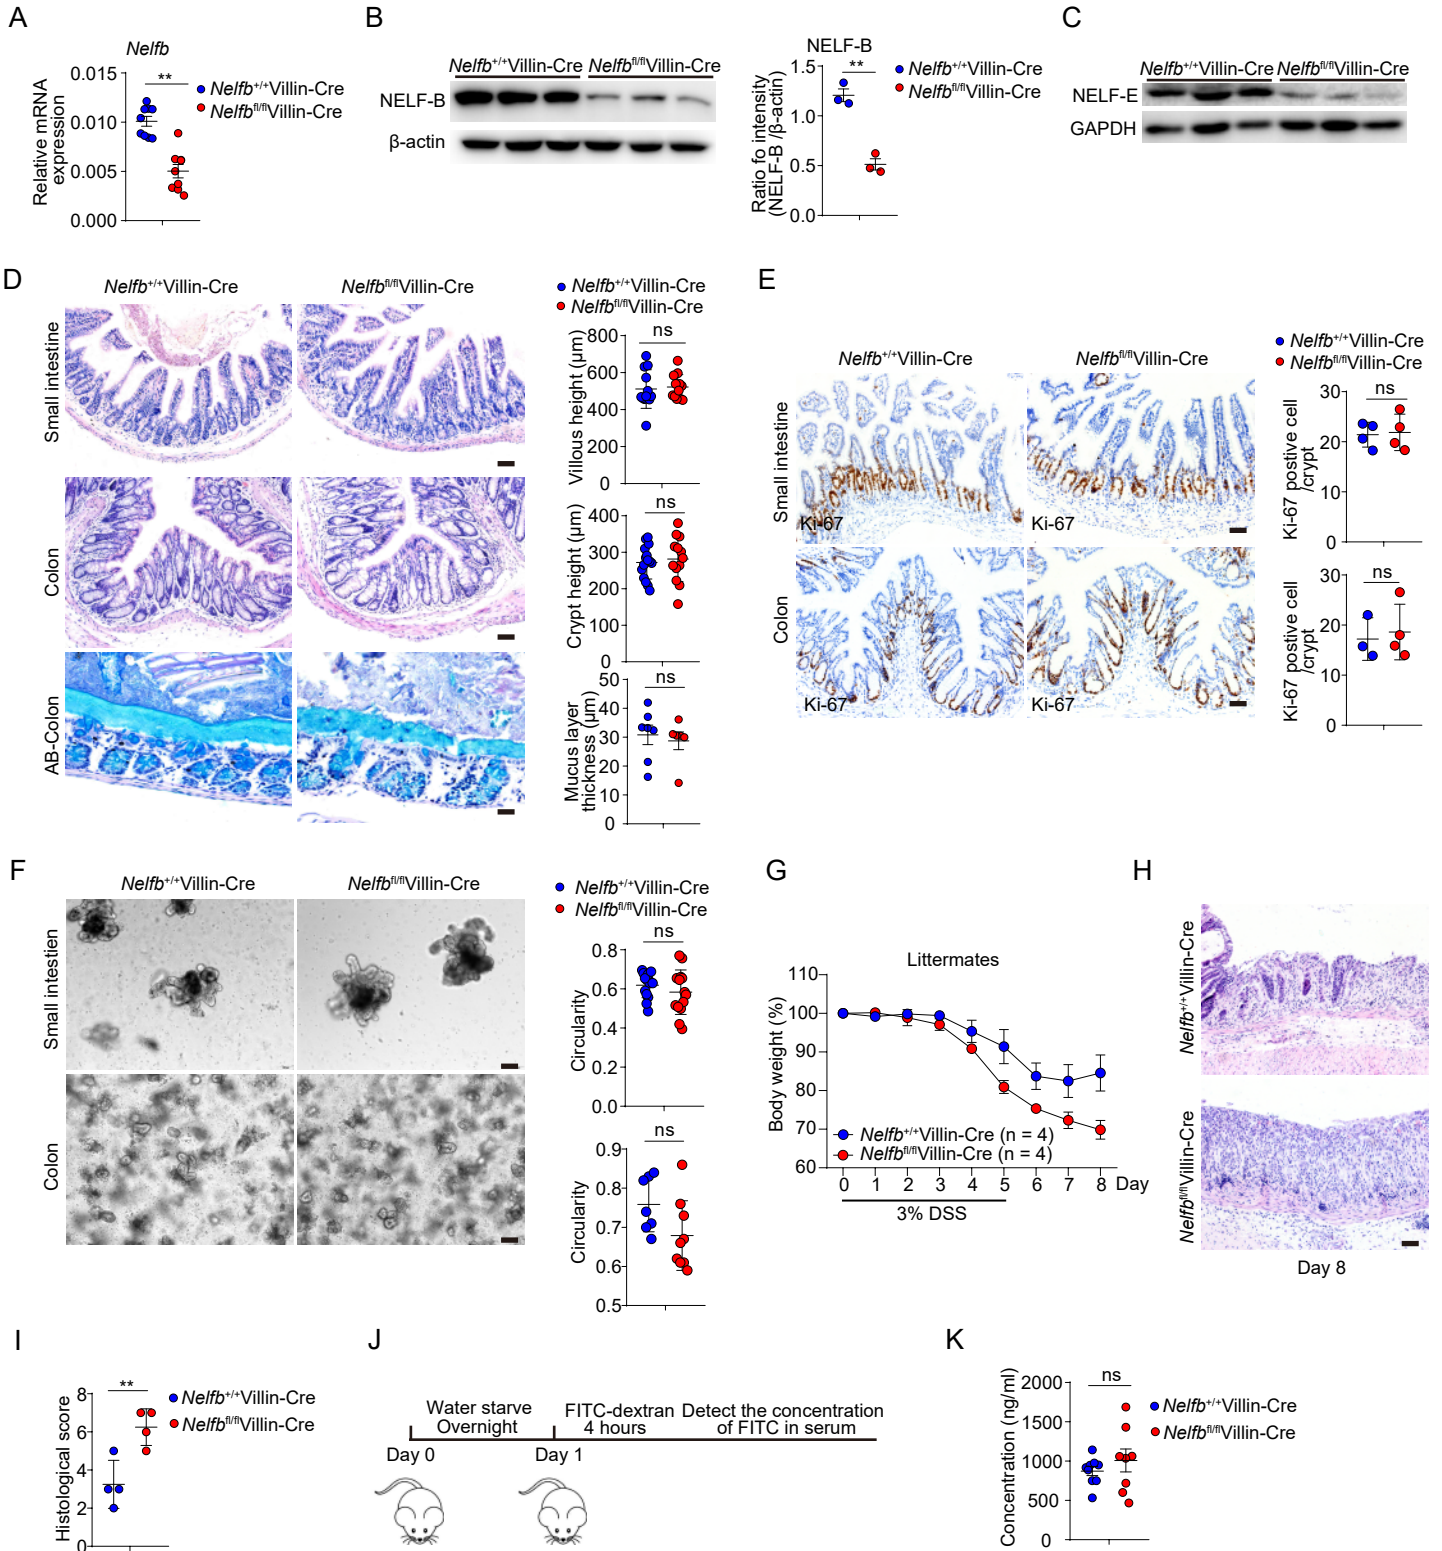 A
Nelfb
0.015
0.010
0.005
0.000
Relative mRNA
expression
**
Nelfb+/+Villin-Cre
Nelfbfl/flVillin-Cre
B
Nelfb+/+Villin-Cre
Nelfbfl/flVillin-Cre
NELF-B
β-actin
NELF-B
1.5
1.0
0.5
0.0
Ratio fo intensity
(NELF-B /β-actin)
**
Nelfb+/+Villin-Cre
Nelfbfl/flVillin-Cre
C
Nelfb+/+Villin-Cre
Nelfbfl/flVillin-Cre
NELF-E
GAPDH
D
Nelfb+/+Villin-Cre
Nelfbfl/flVillin-Cre
Small intestine
Colon
AB-Colon
Nelfb+/+Villin-Cre
Nelfbfl/flVillin-Cre
ns
800
600
400
200
0
Villous height (μm)
ns
400
300
200
100
0
Crypt height (μm)
ns
50
40
30
20
10
0
Mucus layer
thickness (μm)
E
Nelfb+/+Villin-Cre
Nelfbfl/flVillin-Cre
Small intestine
Ki-67
Ki-67
Colon
Ki-67
Ki-67
Nelfb+/+Villin-Cre
Nelfbfl/flVillin-Cre
ns
30
20
10
0
Ki-67 postive cell
/crypt
ns
30
20
10
0
Ki-67 postive cell
/crypt
F
Nelfb+/+Villin-Cre
Nelfbfl/flVillin-Cre
Small intestien
Colon
Nelfb+/+Villin-Cre
Nelfbfl/flVillin-Cre
ns
0.8
0.6
0.4
0.2
0.0
Circularity
ns
0.9
0.8
0.7
0.6
0.5
Circularity
G
Littermates
110
100
90
80
70
60
Body weight (%)
Nelfb+/+Villin-Cre (n = 4)
Nelfbfl/flVillin-Cre (n = 4)
0 1 2 3 4 5 6 7 8 Day
3% DSS
H
Nelfb+/+Villin-Cre
Nelfbfl/flVillin-Cre
Day 8
I
**
8
6
4
2
0
Histological score
Nelfb+/+Villin-Cre
Nelfbfl/flVillin-Cre
J
Water starve
Overnight
FITC-dextran
4 hours
Detect the concentration
of FITC in serum
Day 0
Day 1
K
ns
2000
1500
1000
500
0
Concentration (ng/ml)
Nelfb+/+Villin-Cre
Nelfbfl/flVillin-Cre